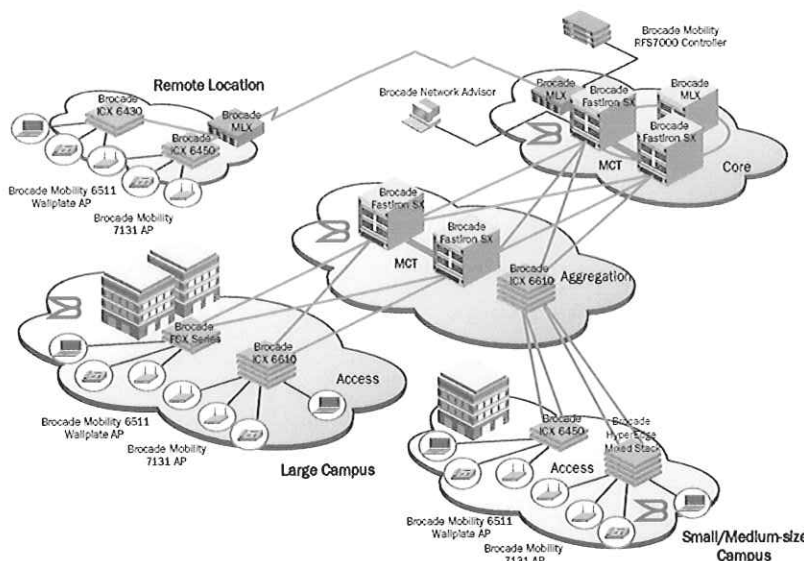 Brocade Mobility
RFS7000 Controller
Remote Location
Brocade
ICX 6430
Brocade
MLX
Brocade
ICX 6450
Brocade Mobility 6511
Wallplate AP
Brocade Mobility
7131 AP
Brocade Network Advisor
Brocade
MLX
Brocade
FastIron SX
Brocade
MLX
Brocade
FastIron SX
MCT
Core
Brocade
FastIron SX
Brocade
FastIron SX
MCT
Brocade
ICX 6610
Aggregation
Brocade
FCX Series
Brocade
ICX 6610
Access
Brocade Mobility 6511
Wallplate AP
Brocade Mobility
7131 AP
Large Campus
Brocade
ICX 6450
Brocade
HyperEdge
Mixed Stack
Access
Brocade Mobility 6511
Wallplate AP
Brocade Mobility
7131 AP
Small/Medium-size
Campus